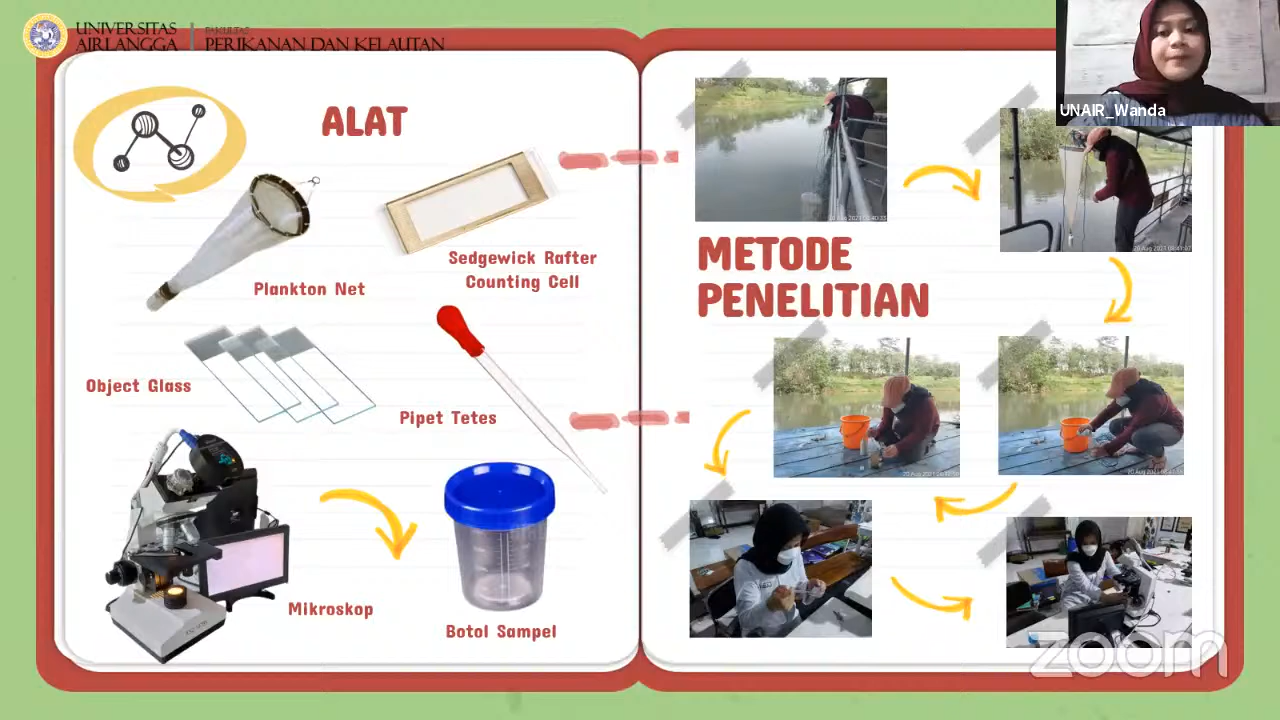 UNIVERSITAS
AIRLANGGA
FAKULTAS
PERIKANAN DAN KELAUTAN
UNAIR_Wanda
ALAT
Plankton Net
Sedgewick Rafter
Counting Cell
Object Glass
Pipet Tetes
Mikroskop
Botol Sampel
METODE
PENELITIAN
zoom